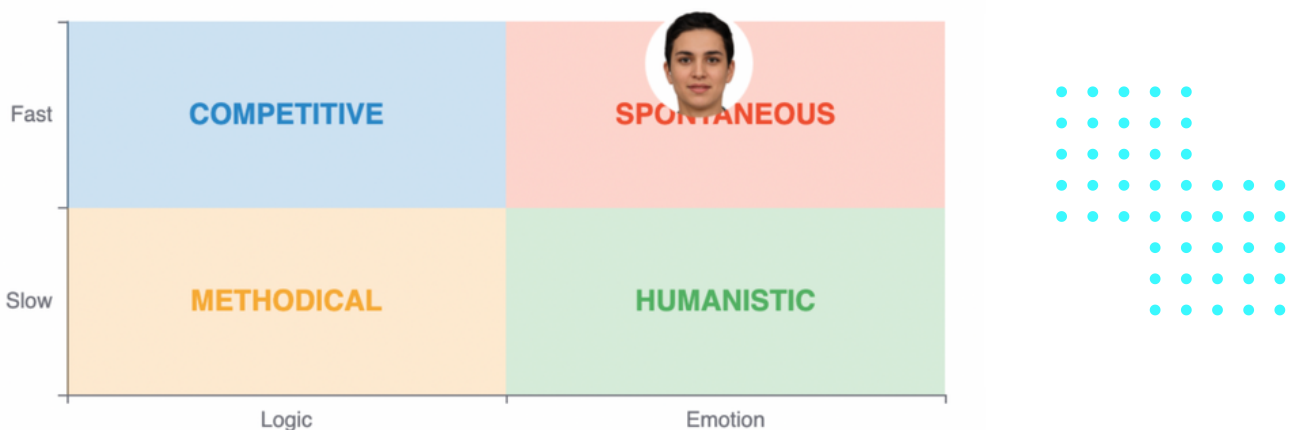 Fast
COMPETITIVE
SPONTANEOUS
Slow
METHODICAL
HUMANISTIC
Logic
Emotion